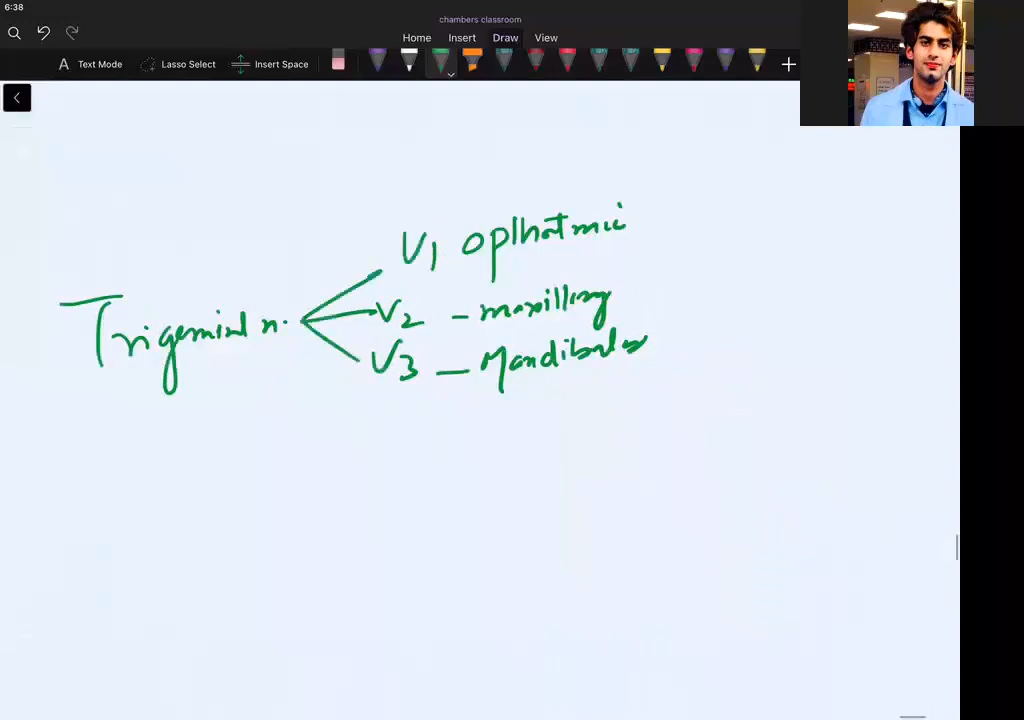 6:38
chambers classroom
Home Insert Draw View
Text Mode Lasso Select Insert Space
V1 oplhatmic
Trigeminal n. V2 - maxillary
V3 - Mandibular